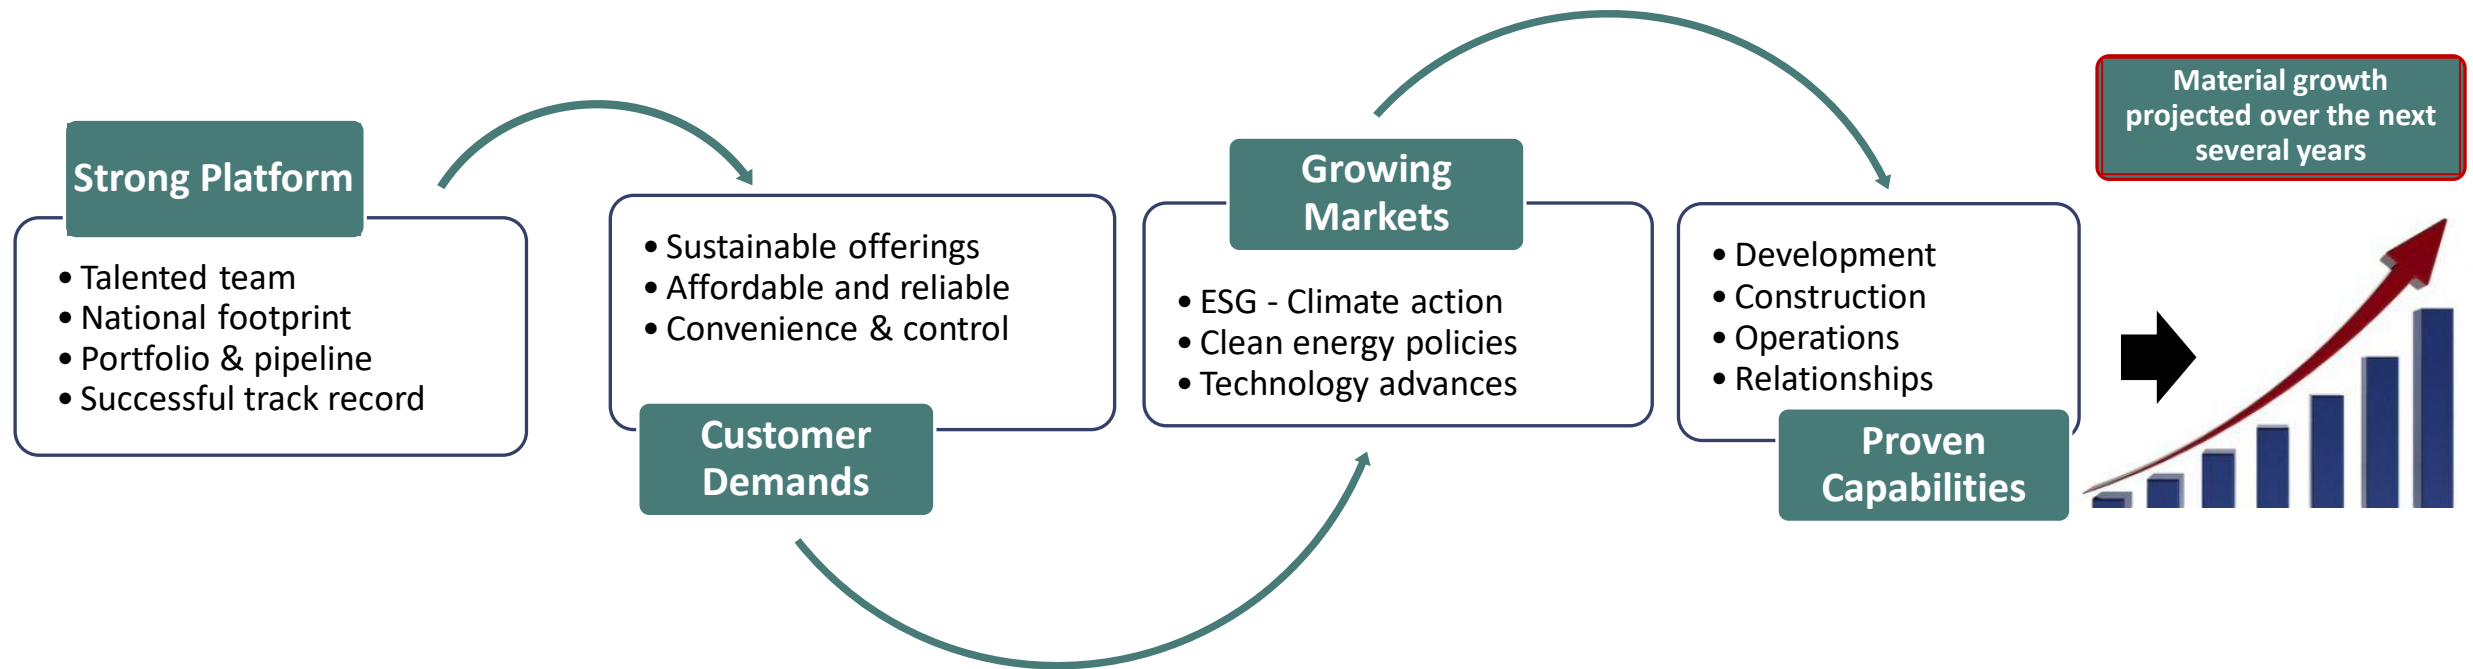 Strong Platform
• Talented team
• National footprint
• Portfolio & pipeline
• Successful track record
• Sustainable offerings
• Affordable and reliable
• Convenience & control
Customer
Demands
Growing
Markets
• ESG - Climate action
• Clean energy policies
• Technology advances
• Development
• Construction
• Operations
• Relationships
Proven
Capabilities
Material growth
projected over the next
several years